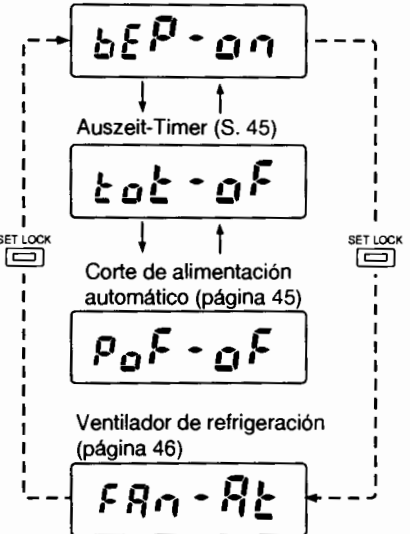 bEP-on
Auszeit-Timer (S. 45)
tot-oF
SET LOCK
SET LOCK
Corte de alimentación
automático (página 45)
PoF-oF
Ventilador de refrigeración
(página 46)
FAn-At